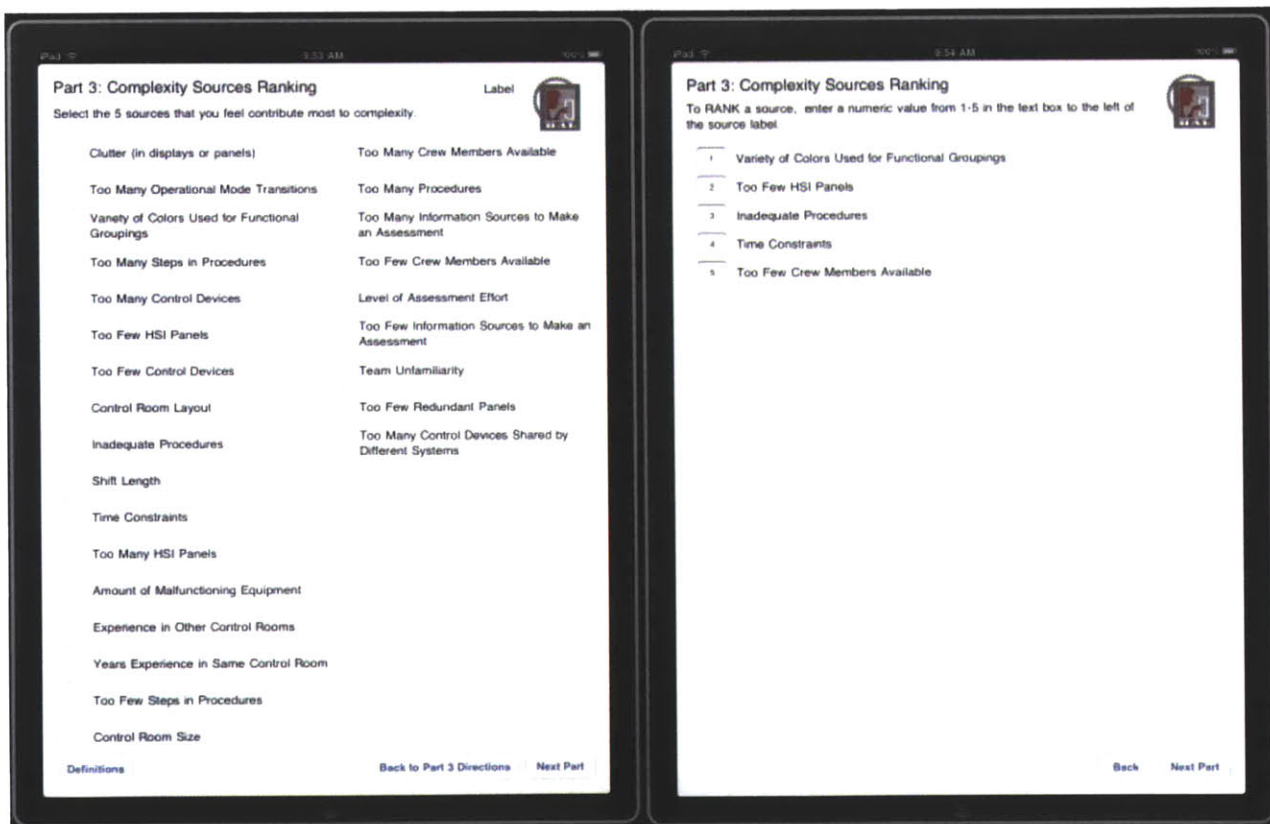 iPad
9:53 AM
100%
Part 3: Complexity Sources Ranking
Label
Select the 5 sources that you feel contribute most to complexity.
Clutter (in displays or panels)
Too Many Operational Mode Transitions
Variety of Colors Used for Functional
Groupings
Too Many Steps in Procedures
Too Many Control Devices
Too Few HSI Panels
Too Few Control Devices
Control Room Layout
Inadequate Procedures
Shift Length
Time Constraints
Too Many HSI Panels
Amount of Malfunctioning Equipment
Experience in Other Control Rooms
Years Experience in Same Control Room
Too Few Steps in Procedures
Control Room Size
Too Many Crew Members Available
Too Many Procedures
Too Many Information Sources to Make
an Assessment
Too Few Crew Members Available
Level of Assessment Effort
Too Few Information Sources to Make an
Assessment
Team Unfamiliarity
Too Few Redundant Panels
Too Many Control Devices Shared by
Different Systems
Definitions
Back to Part 3 Directions
Next Part
iPad
9:54 AM
100%
Part 3: Complexity Sources Ranking
To RANK a source, enter a numeric value from 1-5 in the text box to the left of
the source label.
1 Variety of Colors Used for Functional Groupings
2 Too Few HSI Panels
3 Inadequate Procedures
4 Time Constraints
5 Too Few Crew Members Available
Back
Next Part